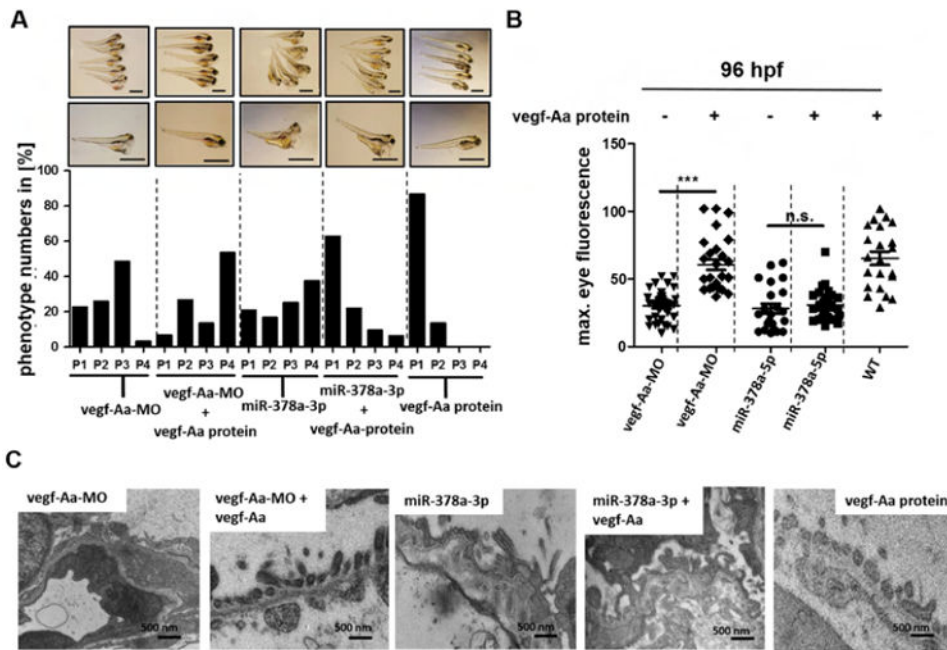 A
phenotype numbers in [%]
100
80
60
40
20
0
P1 P2 P3 P4 P1 P2 P3 P4 P1 P2 P3 P4 P1 P2 P3 P4 P1 P2 P3 P4
vegf-Aa-MO
vegf-Aa-MO
+
vegf-Aa protein
miR-378a-3p
miR-378a-3p
+
vegf-Aa-protein
vegf-Aa protein
B
96 hpf
vegf-Aa protein - + - + +
max. eye fluorescence
150
100
50
0
***
n.s.
vegf-Aa-MO
vegf-Aa-MO
miR-378a-5p
miR-378a-5p
WT
C
vegf-Aa-MO
500 nm
vegf-Aa-MO +
vegf-Aa
500 nm
miR-378a-3p
500 nm
miR-378a-3p +
vegf-Aa
500 nm
vegf-Aa protein
500 nm